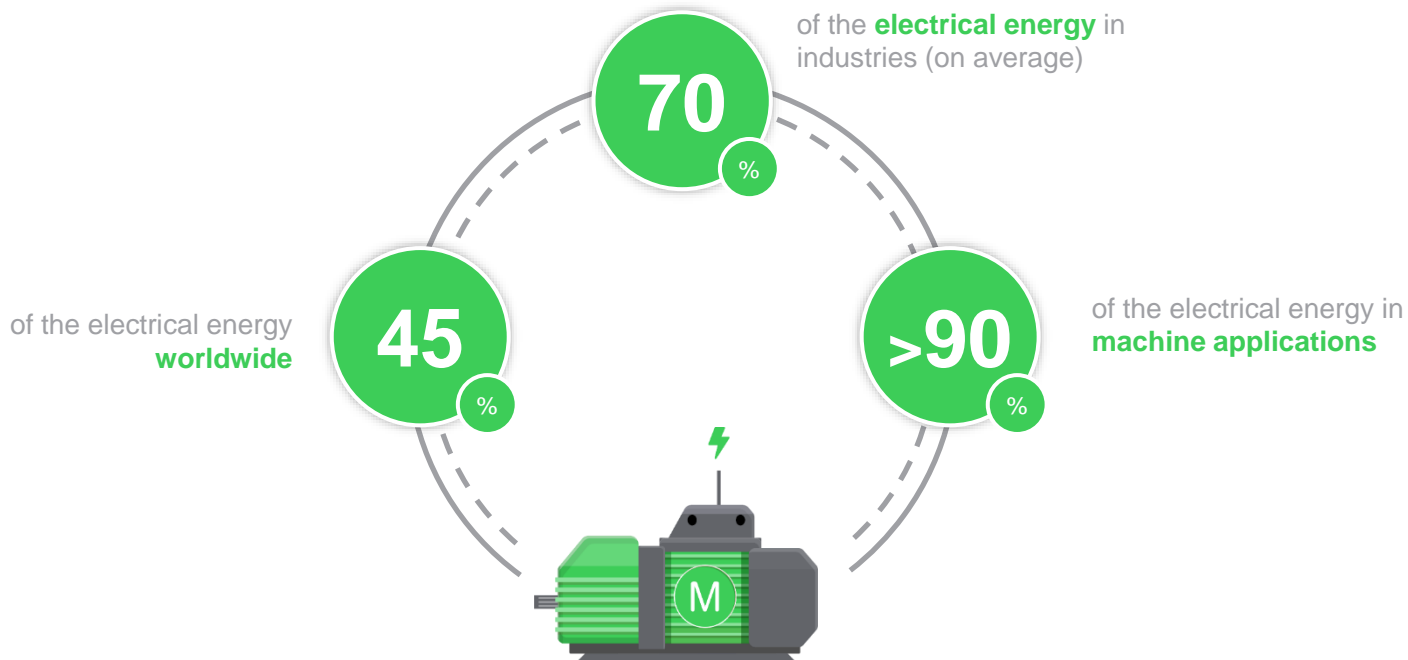 of the electrical energy in
industries (on average)
70
%
of the electrical energy
worldwide
45
%
>90
%
of the electrical energy in
machine applications
M